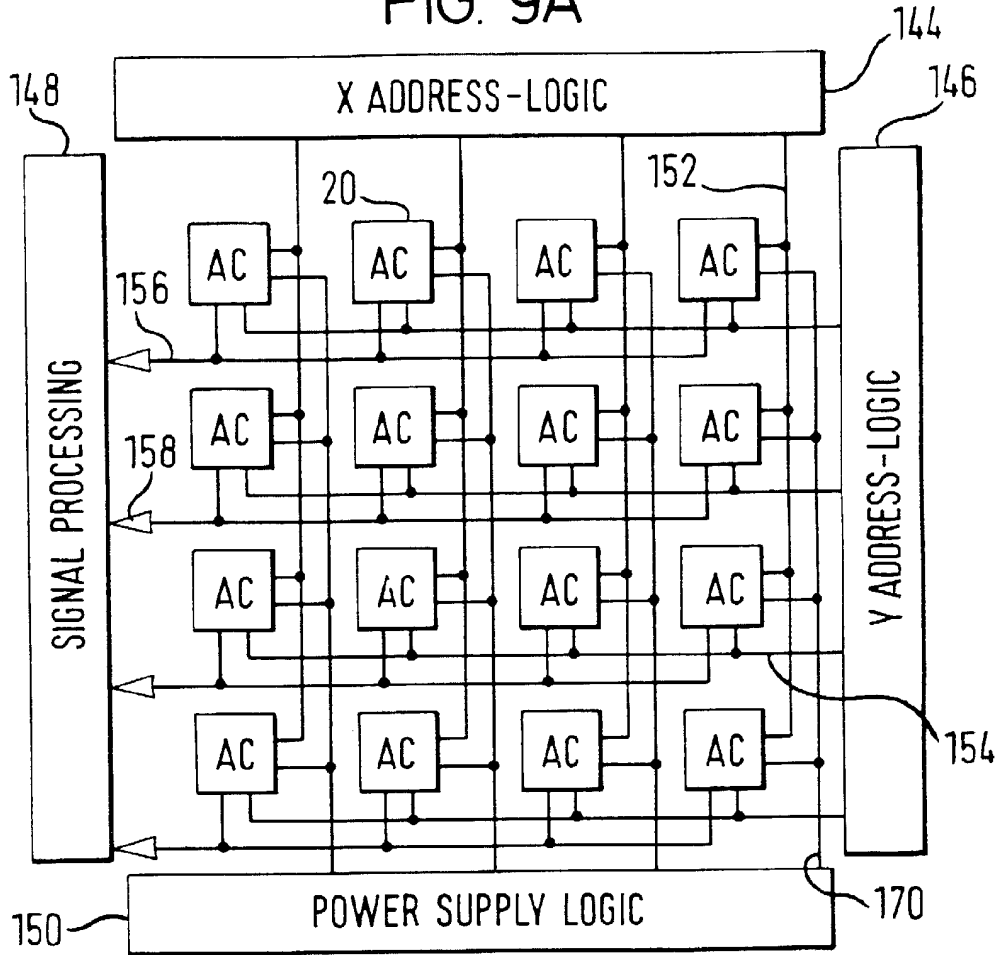 FIG. 9A
144
X ADDRESS-LOGIC
148
146
20
152
AC AC AC AC
156
AC AC AC AC
158
SIGNAL PROCESSING
Y ADDRESS-LOGIC
AC AC AC AC
154
AC AC AC AC
150
POWER SUPPLY LOGIC
170